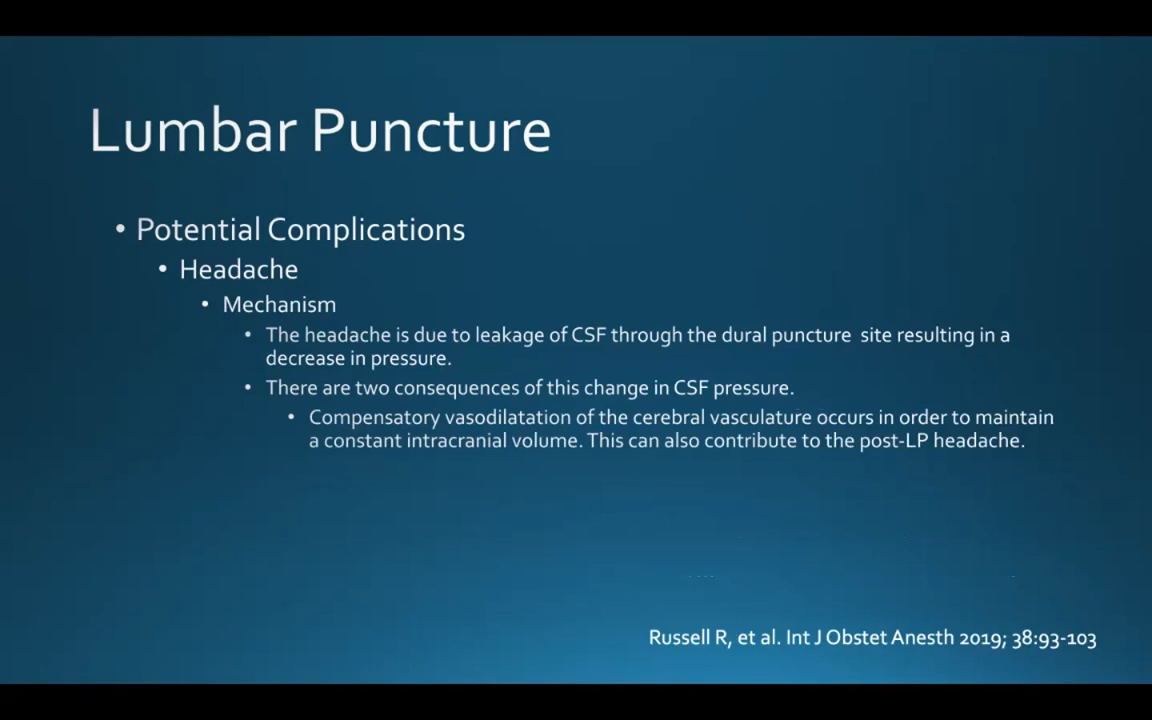 Lumbar Puncture
• Potential Complications
• Headache
• Mechanism
• The headache is due to leakage of CSF through the dural puncture site resulting in a
decrease in pressure.
• There are two consequences of this change in CSF pressure.
• Compensatory vasodilatation of the cerebral vasculature occurs in order to maintain
a constant intracranial volume. This can also contribute to the post-LP headache.
Russell R, et al. Int J Obstet Anesth 2019; 38:93-103